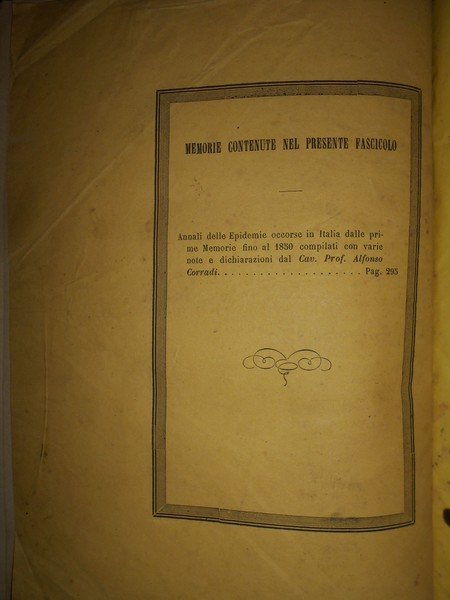 MEMORIE CONTENUTE NEL PRESENTE FASCICOLO
Annali delle Epidemie occorse in Italia dalle pri-
me Memorie fino al 1850 compilati con varie
note e dichiarazioni dal Cav. Prof. Alfonso
Corradi. . . . . . . . . . . . . . . . . . . . Pag. 295